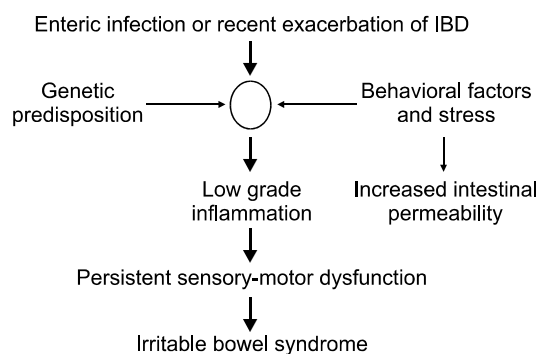 Enteric infection or recent exacerbation of IBD
Genetic
predisposition
Behavioral factors
and stress
Low grade
inflammation
Increased intestinal
permeability
Persistent sensory-motor dysfunction
Irritable bowel syndrome